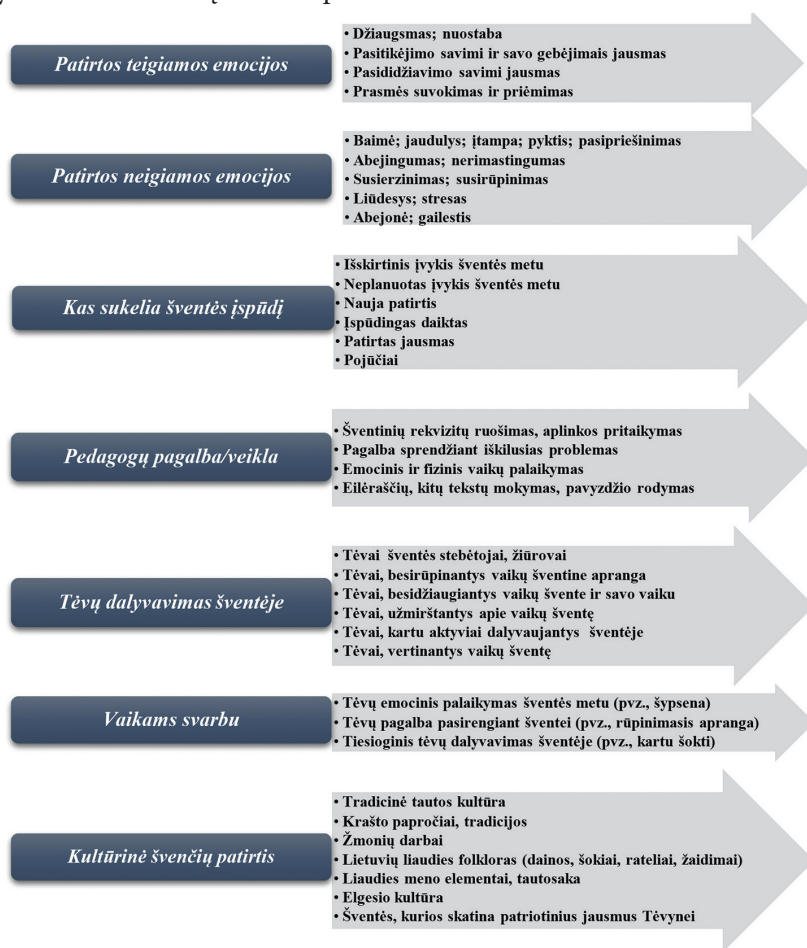 Patirtos teigiamos emocijos
• Džiaugsmas; nuostaba
• Pasitikėjimo savimi ir savo gebėjimais jausmas
• Pasididžiavimo savimi jausmas
• Prasmės suvokimas ir priėmimas
Patirtos neigiamos emocijos
• Baimė; jaudulys; įtampa; pyktis; pasipriešinimas
• Abejingumas; nerimastingumas
• Susierzinimas; susirūpinimas
• Liūdesys; stresas
• Abejonė; gailestis
Kas sukelia šventės įspūdį
• Išskirtinis įvykis šventės metu
• Neplanuotas įvykis šventės metu
• Nauja patirtis
• Įspūdingas daiktas
• Patirtas jausmas
• Pojūčiai
Pedagogų pagalba/veikla
• Šventinių rekvizitų ruošimas, aplinkos pritaikymas
• Pagalba sprendžiant iškilusias problemas
• Emocinis ir fizinis vaikų palaikymas
• Eilėraščių, kitų tekstų mokymas, pavyzdžio rodymas
Tėvų dalyvavimas šventėje
• Tėvai šventės stebėtojai, žiūrovai
• Tėvai, besirūpinantys vaikų šventine apranga
• Tėvai, besidžiaugiantys vaikų švente ir savo vaiku
• Tėvai, užmirštantys apie vaikų šventę
• Tėvai, kartu aktyviai dalyvaujantys šventėje
• Tėvai, vertinantys vaikų šventę
Vaikams svarbu
• Tėvų emocinis palaikymas šventės metu (pvz., šypsena)
• Tėvų pagalba pasirengiant šventei (pvz., rūpinimasis apranga)
• Tiesioginis tėvų dalyvavimas šventėje (pvz., kartu šokti)
Kultūrinė švenčių patirtis
• Tradicinė tautos kultūra
• Krašto papročiai, tradicijos
• Žmonių darbai
• Lietuvių liaudies folkloras (dainos, šokiai, rateliai, žaidimai)
• Liaudies meno elementai, tautosaka
• Elgesio kultūra
• Šventės, kurios skatina patriotinius jausmus Tėvynei